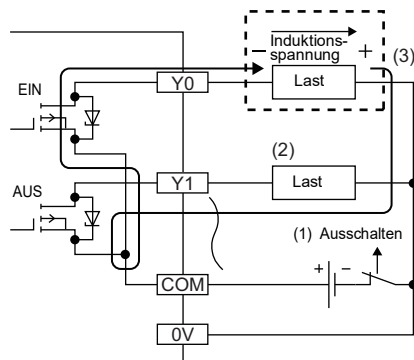 Induktions-
− spannung +
(3)
EIN
Y0
Last
(2)
AUS
Y1
Last
(1) Ausschalten
+ −
COM
0V